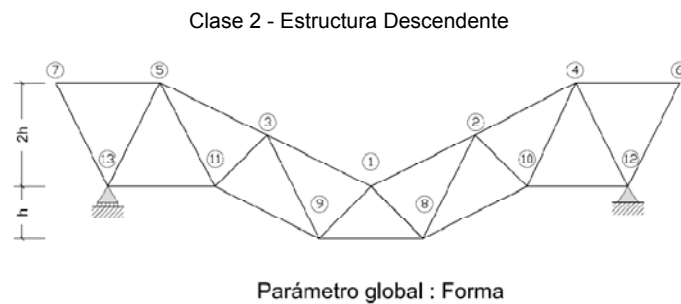 Clase 2 - Estructura Descendente
7 5 4 6
3 2
2h
13 11 1 10 12
9 8
h
Parámetro global : Forma